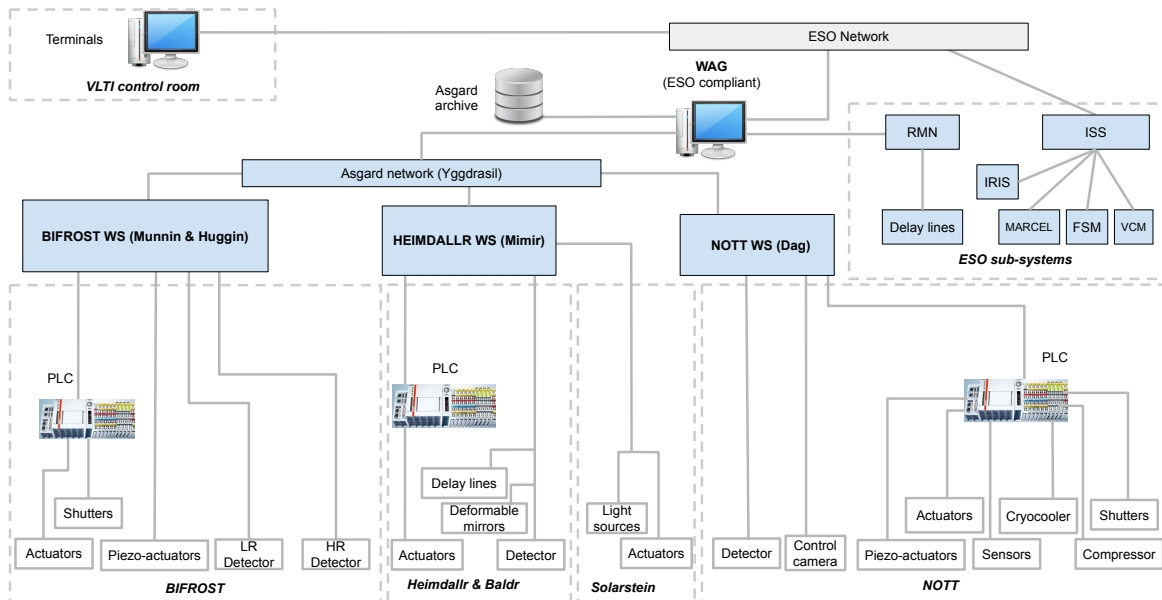 Terminals
VLTI control room
ESO Network
WAG
(ESO compliant)
Asgard
archive
RMN
ISS
IRIS
Delay lines
MARCEL
FSM
VCM
ESO sub-systems
Asgard network (Yggdrasil)
BIFROST WS (Munnin & Huggin)
HEIMDALLR WS (Mimir)
NOTT WS (Dag)
PLC
PLC
PLC
Delay lines
Shutters
Deformable
mirrors
Light
sources
Actuators
Cryocooler
Shutters
Actuators
Piezo-actuators
LR
Detector
HR
Detector
Actuators
Detector
Actuators
Detector
Control
camera
Piezo-actuators
Sensors
Compressor
BIFROST
Heimdallr & Baldr
Solarstein
NOTT